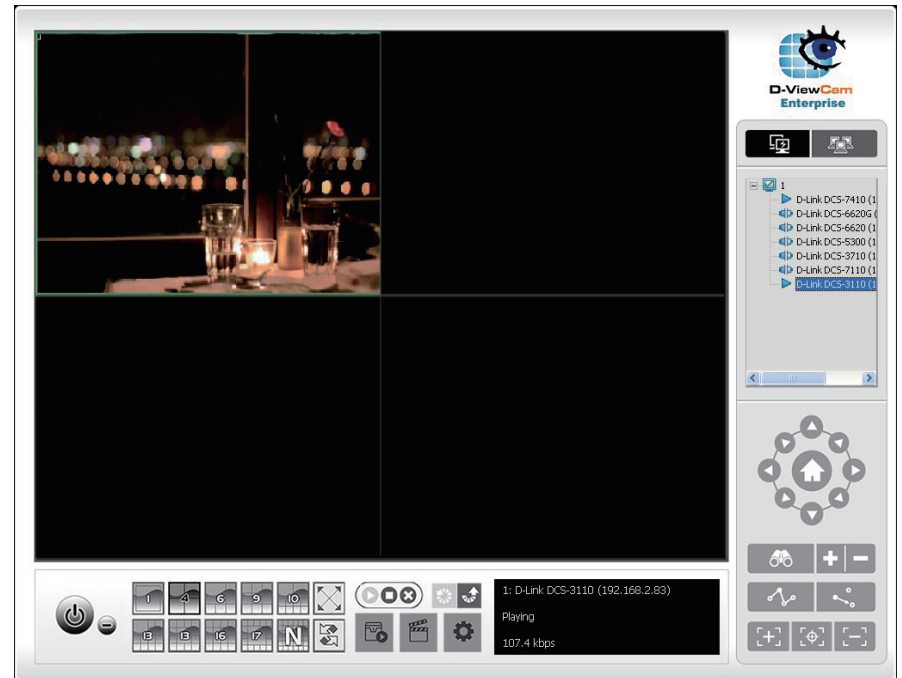 D-ViewCam
Enterprise
1
D-Link DCS-7410 (1
D-Link DCS-6620G (
D-Link DCS-6620 (1
D-Link DCS-5300 (1
D-Link DCS-3710 (1
D-Link DCS-7110 (1
D-Link DCS-3110 (1
1 4 6 9 10
13 13 16 17 N
1: D-Link DCS-3110 (192.168.2.83)
Playing
107.4 kbps